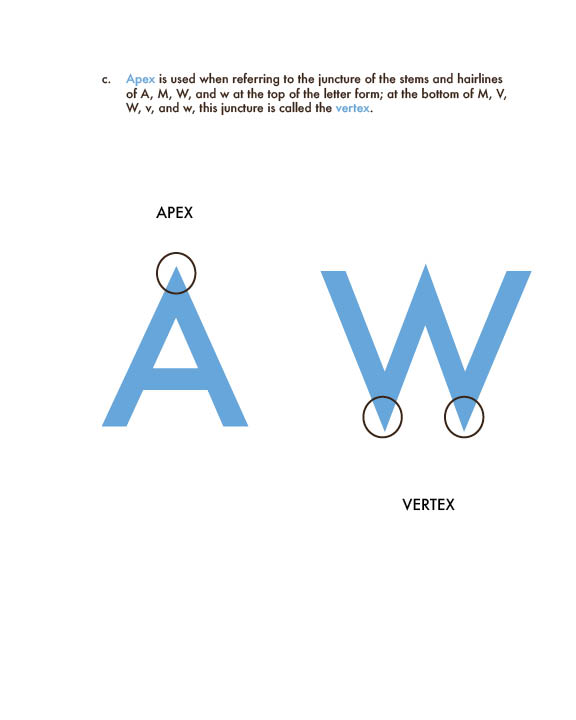 c. Apex is used when referring to the juncture of the stems and hairlines
of A, M, W, and w at the top of the letter form; at the bottom of M, V,
W, v, and w, this juncture is called the vertex.
APEX
A W
VERTEX